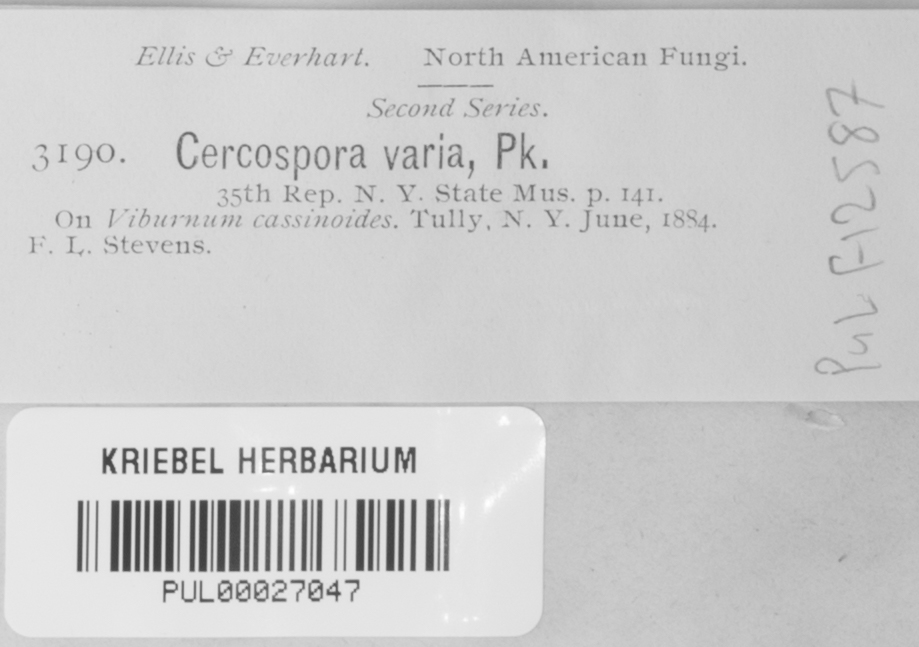 Ellis & Everhart. North American Fungi.
Second Series.
3190. Cercospora varia, Pk.
35th Rep. N. Y. State Mus. p. 141.
On Viburnum cassinoides. Tully, N. Y. June, 1884.
F. L. Stevens.
PUL F12587
KRIEBEL HERBARIUM
PUL00027047